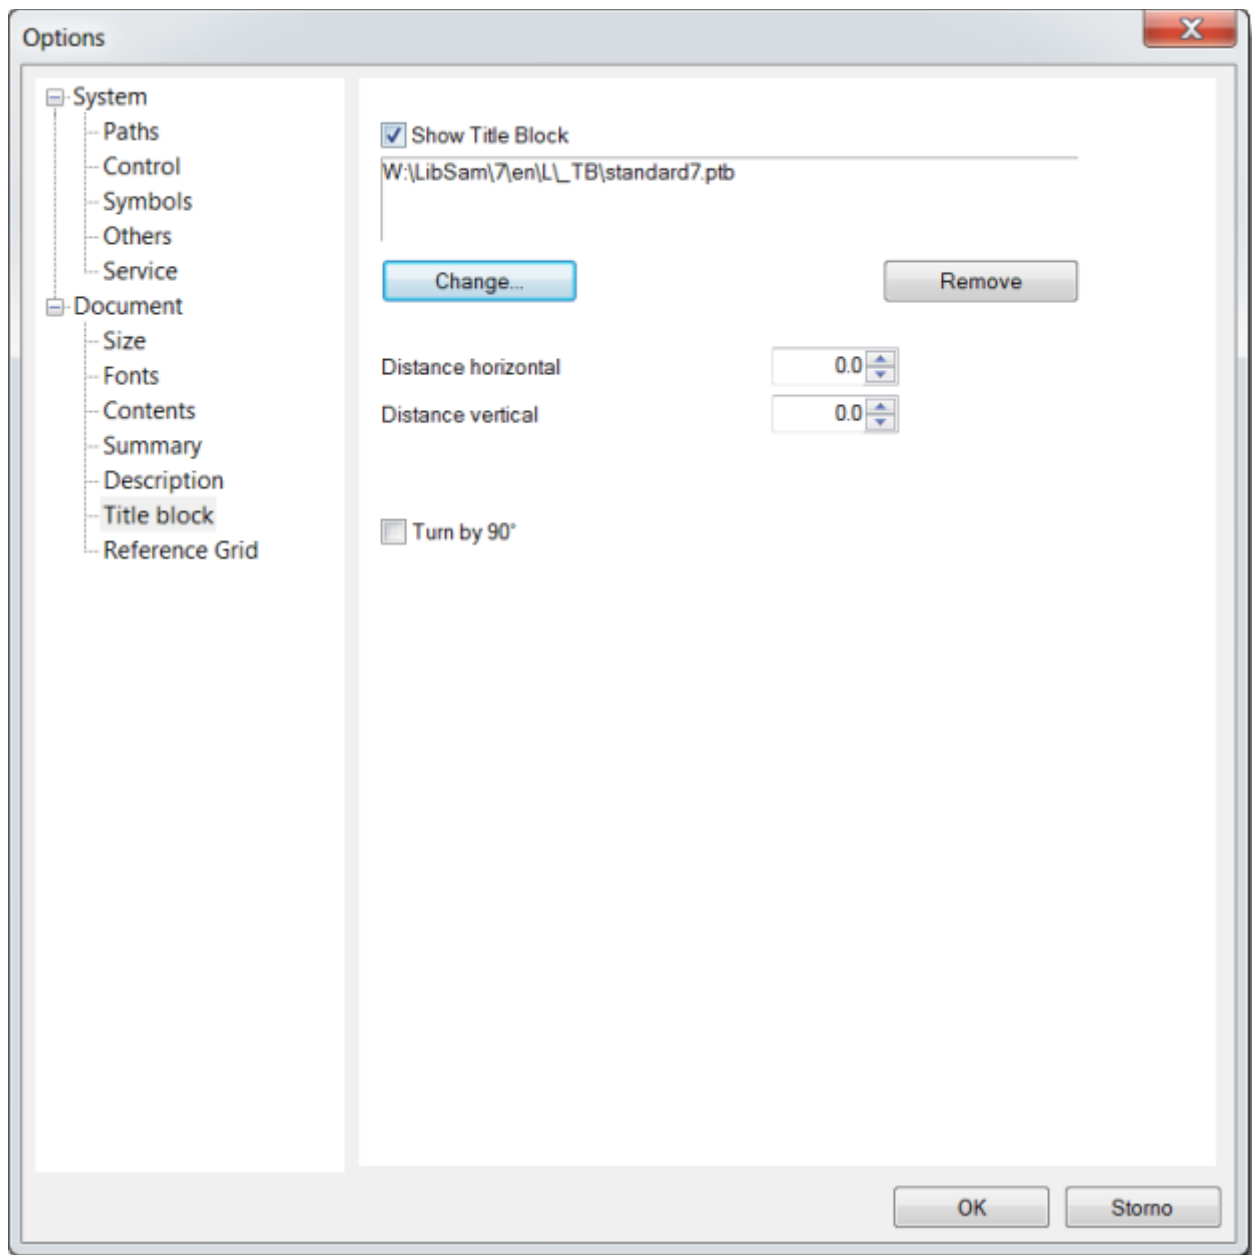 Options
System
Paths
Control
Symbols
Others
Service
Document
Size
Fonts
Contents
Summary
Description
Title block
Reference Grid
Show Title Block
W:\LibSam\7\en\L\_TB\standard7.ptb
Change... Remove
Distance horizontal 0.0
Distance vertical 0.0
Turn by 90°
OK Storno